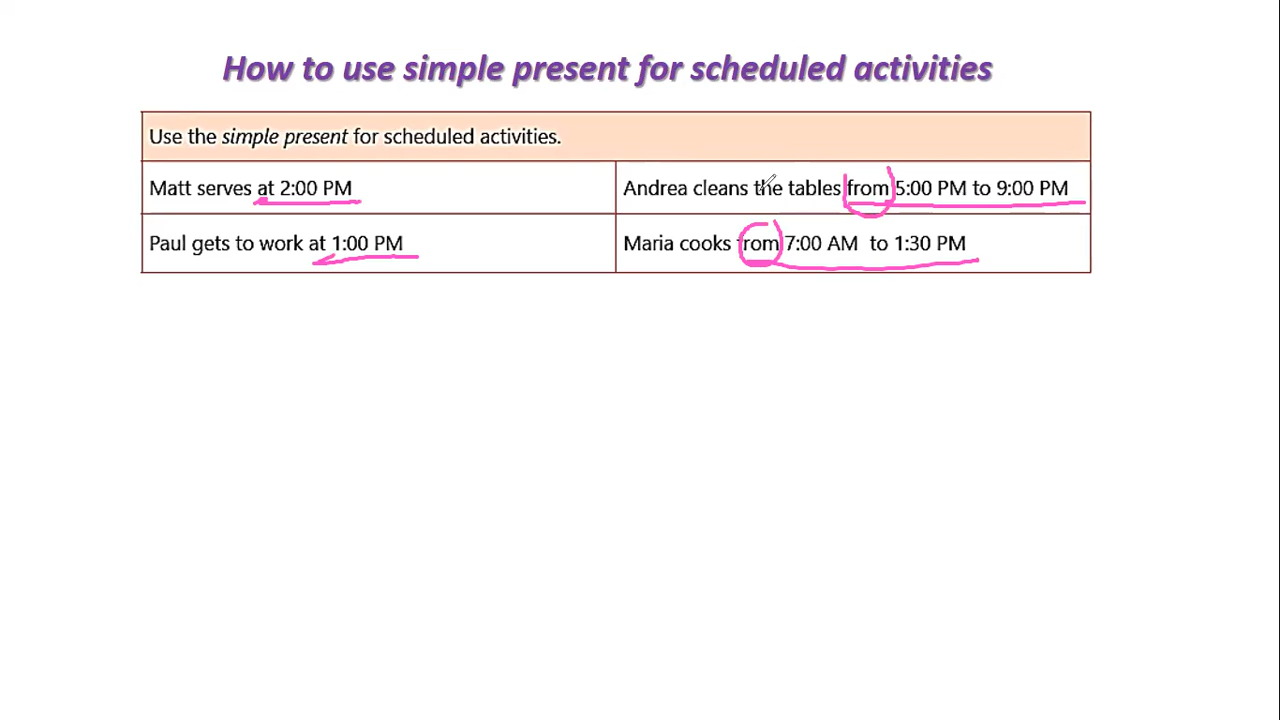 How to use simple present for scheduled activities
Use the simple present for scheduled activities.
Matt serves at 2:00 PM
Andrea cleans the tables from 5:00 PM to 9:00 PM
Paul gets to work at 1:00 PM
Maria cooks from 7:00 AM to 1:30 PM